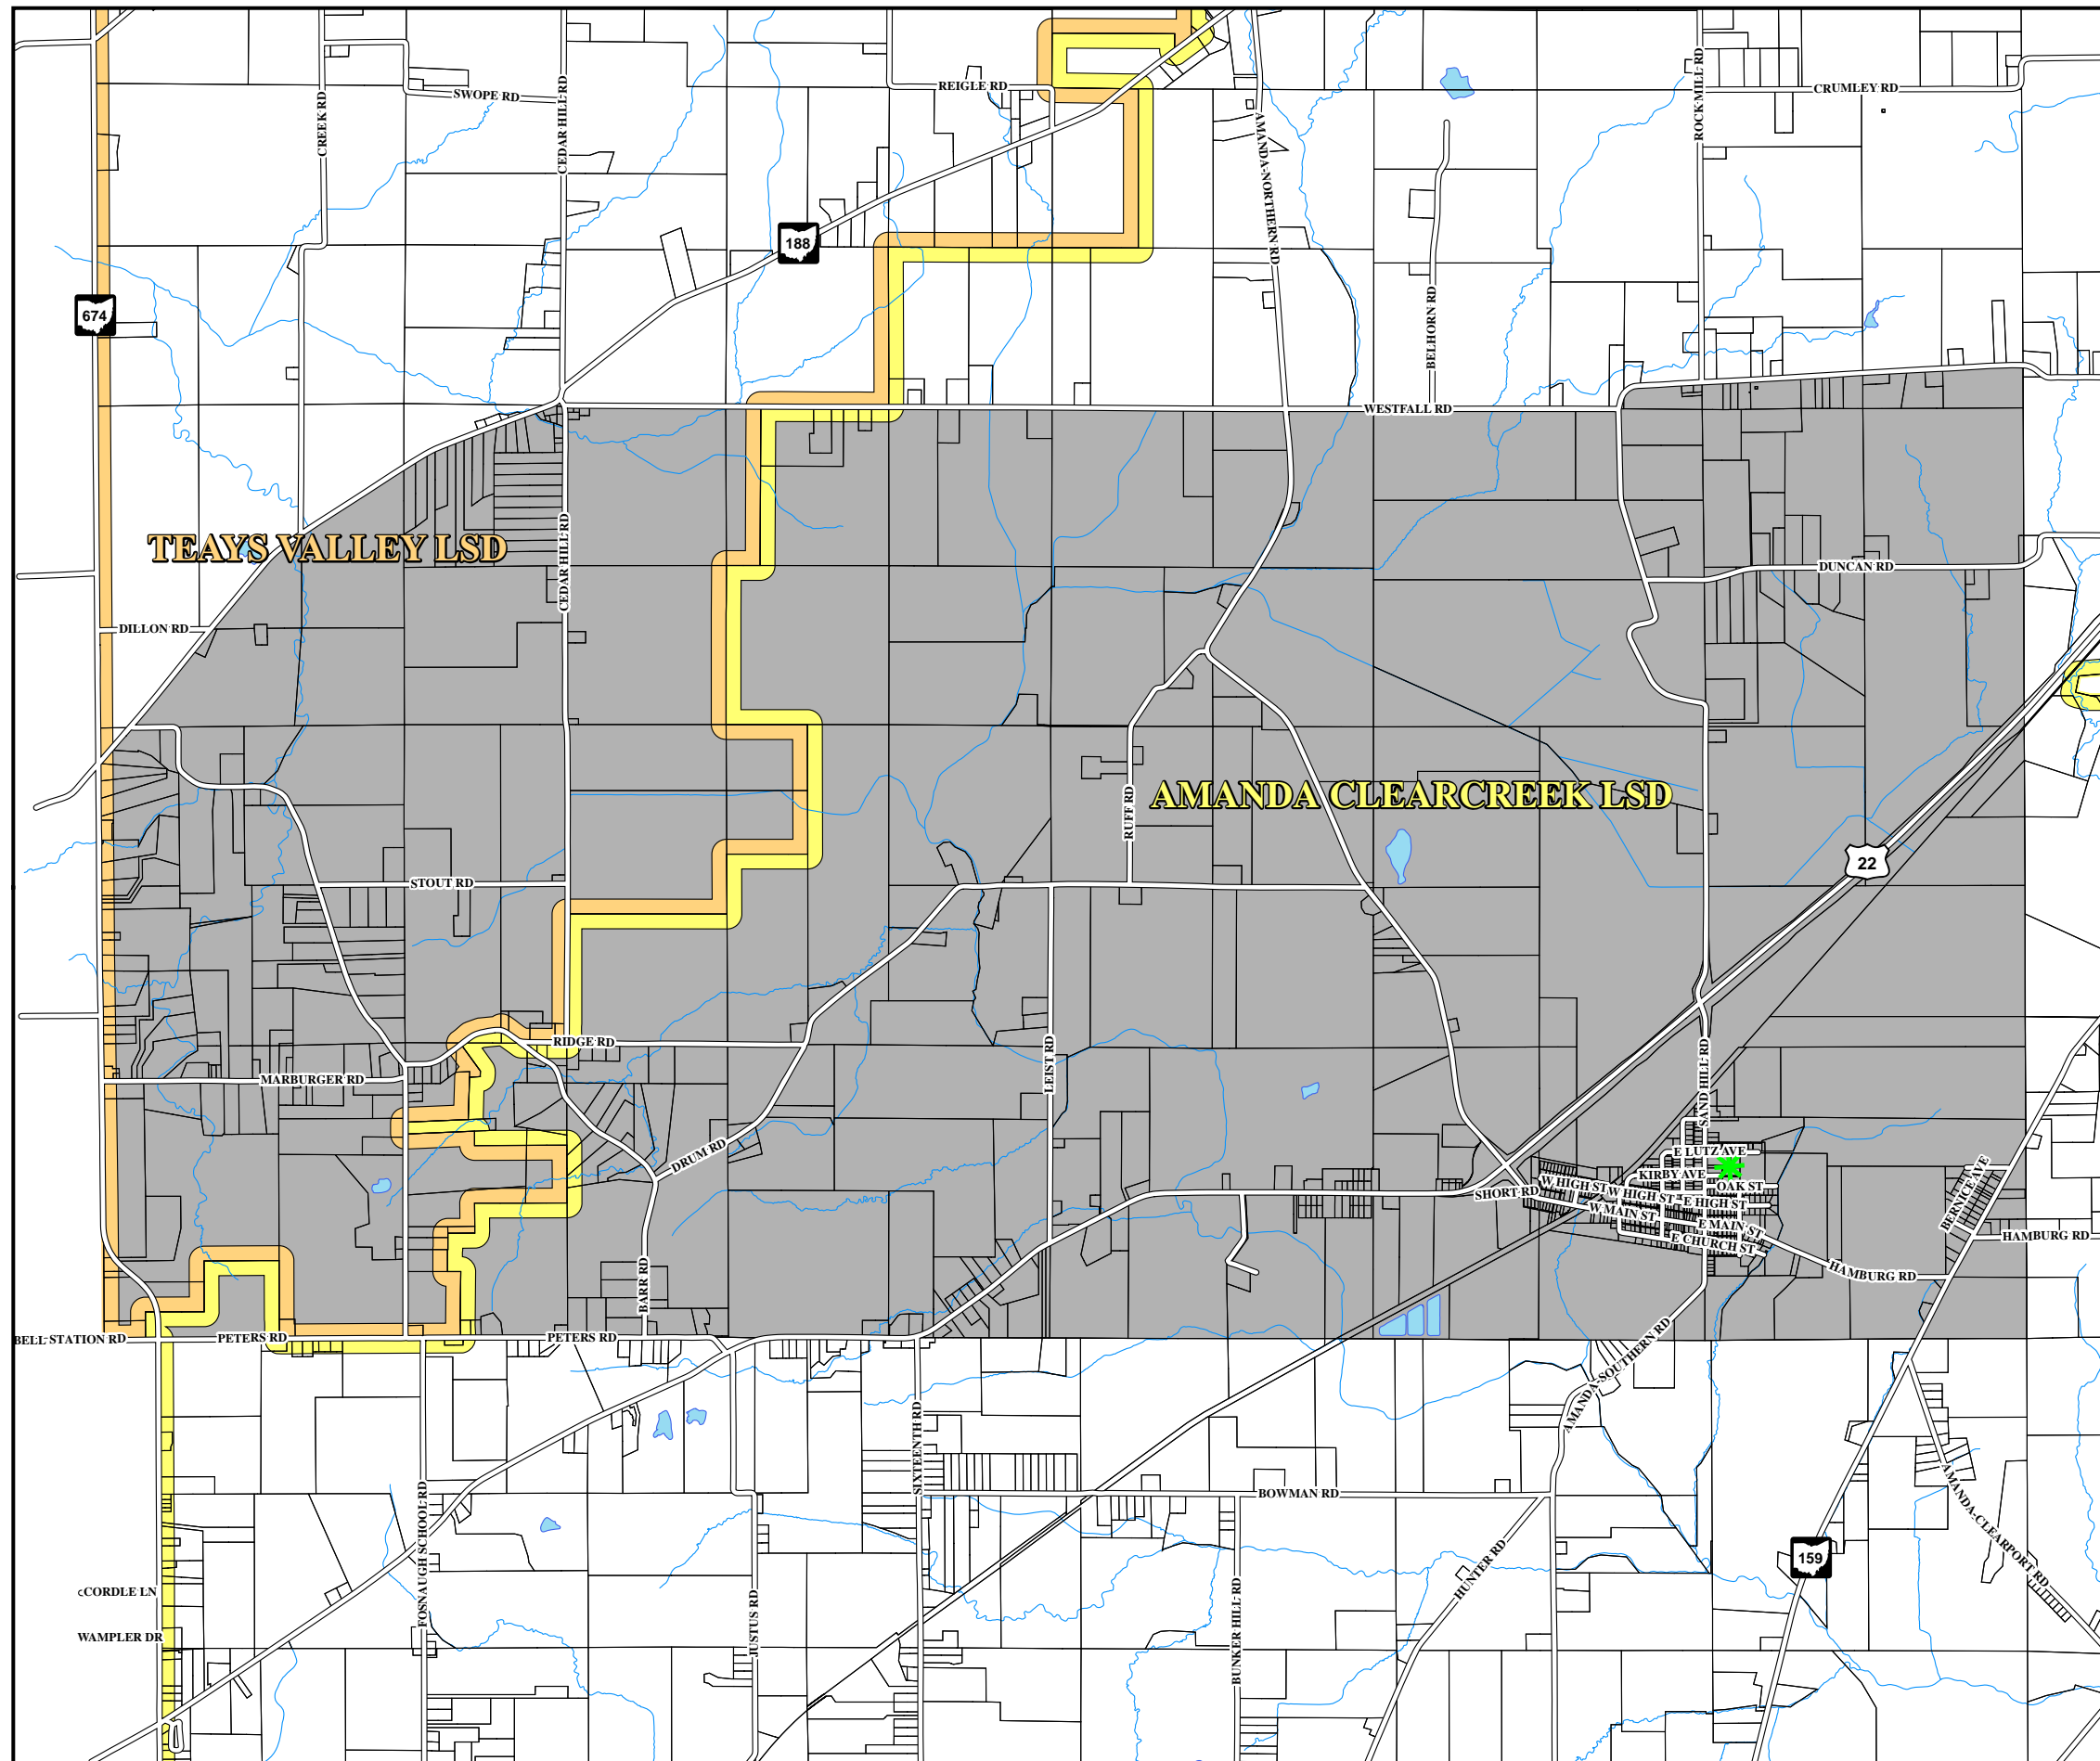 CREEK RD
SWOPE RD
CEDAR HILL RD
REIGLE RD
AMANDA-NORTHERN RD
ROCK MILL RD
CRUMLEY RD
188
674
BELHORN RD
WESTFALL RD
TEAYS VALLEY LSD
CEDAR HILL RD
DUNCAN RD
DILLON RD
RUFF RD
AMANDA CLEARCREEK LSD
22
STOUT RD
RIDGE RD
MARBURGER RD
LEIST RD
SAND HILL RD
DRUM RD
E LUTZ AVE
KIRBY AVE
OAK ST
SHORT RD
W HIGH ST
W HIGH ST
E HIGH ST
W MAIN ST
E MAIN ST
E CHURCH ST
BERNICE AVE
HAMBURG RD
HAMBURG RD
BARR RD
BELL STATION RD
PETERS RD
PETERS RD
AMANDA-SOUTHERN RD
SIXTEENTH RD
FOSNAUGH SCHOOL RD
BOWMAN RD
AMANDA-CLEARPORT RD
HUNTER RD
159
CORDLE LN
JUSTUS RD
BUNKER HILL RD
WAMPLER DR